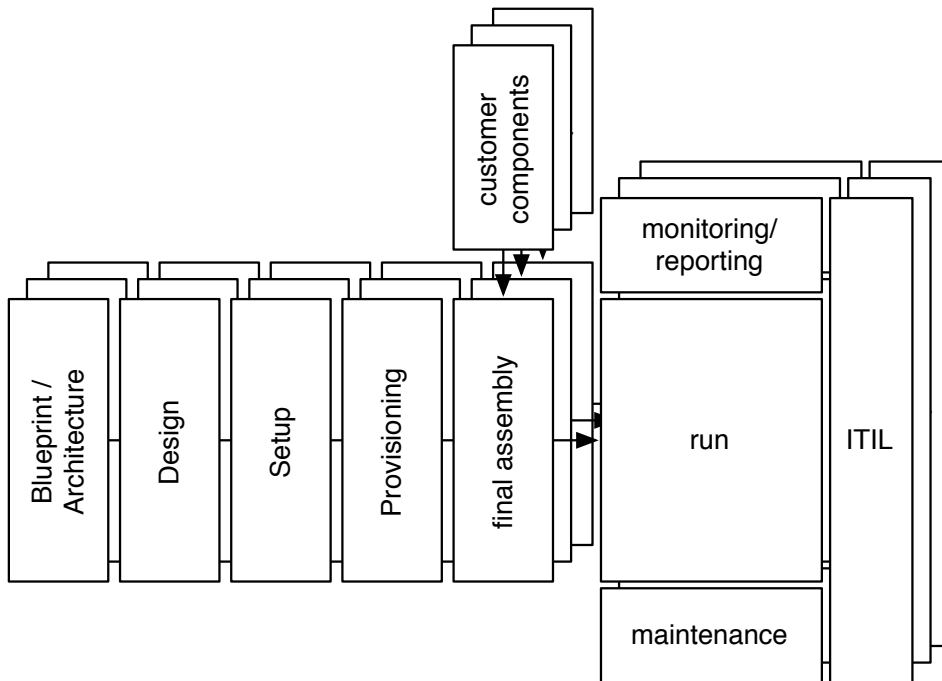 customer
components
monitoring/
reporting
Blueprint /
Architecture
Design
Setup
Provisioning
final assembly
run
ITIL
maintenance